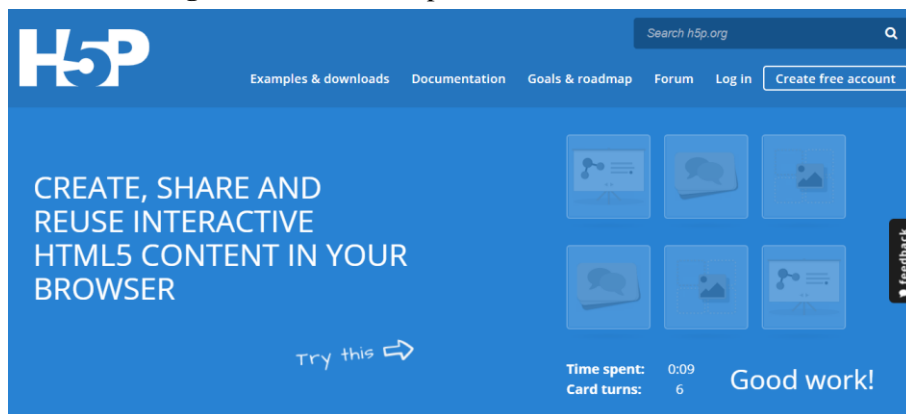 H5P
Search h5p.org
Examples & downloads Documentation Goals & roadmap Forum Log in Create free account
CREATE, SHARE AND
REUSE INTERACTIVE
HTML5 CONTENT IN YOUR
BROWSER
Try this
Time spent: 0:09
Card turns: 6
Good work!
feedback